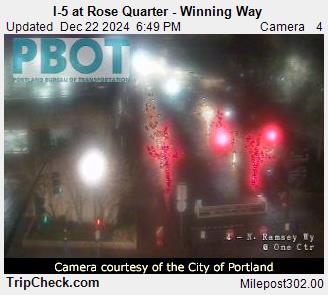 I-5 at Rose Quarter - Winning Way
Updated Dec 22 2024 6:49 PM Camera 4
PBOT
PORTLAND BUREAU OF TRANSPORTATION
4 - N. Ramsey Wy
@ One Ctr
Camera courtesy of the City of Portland
TripCheck.com Milepost302.00